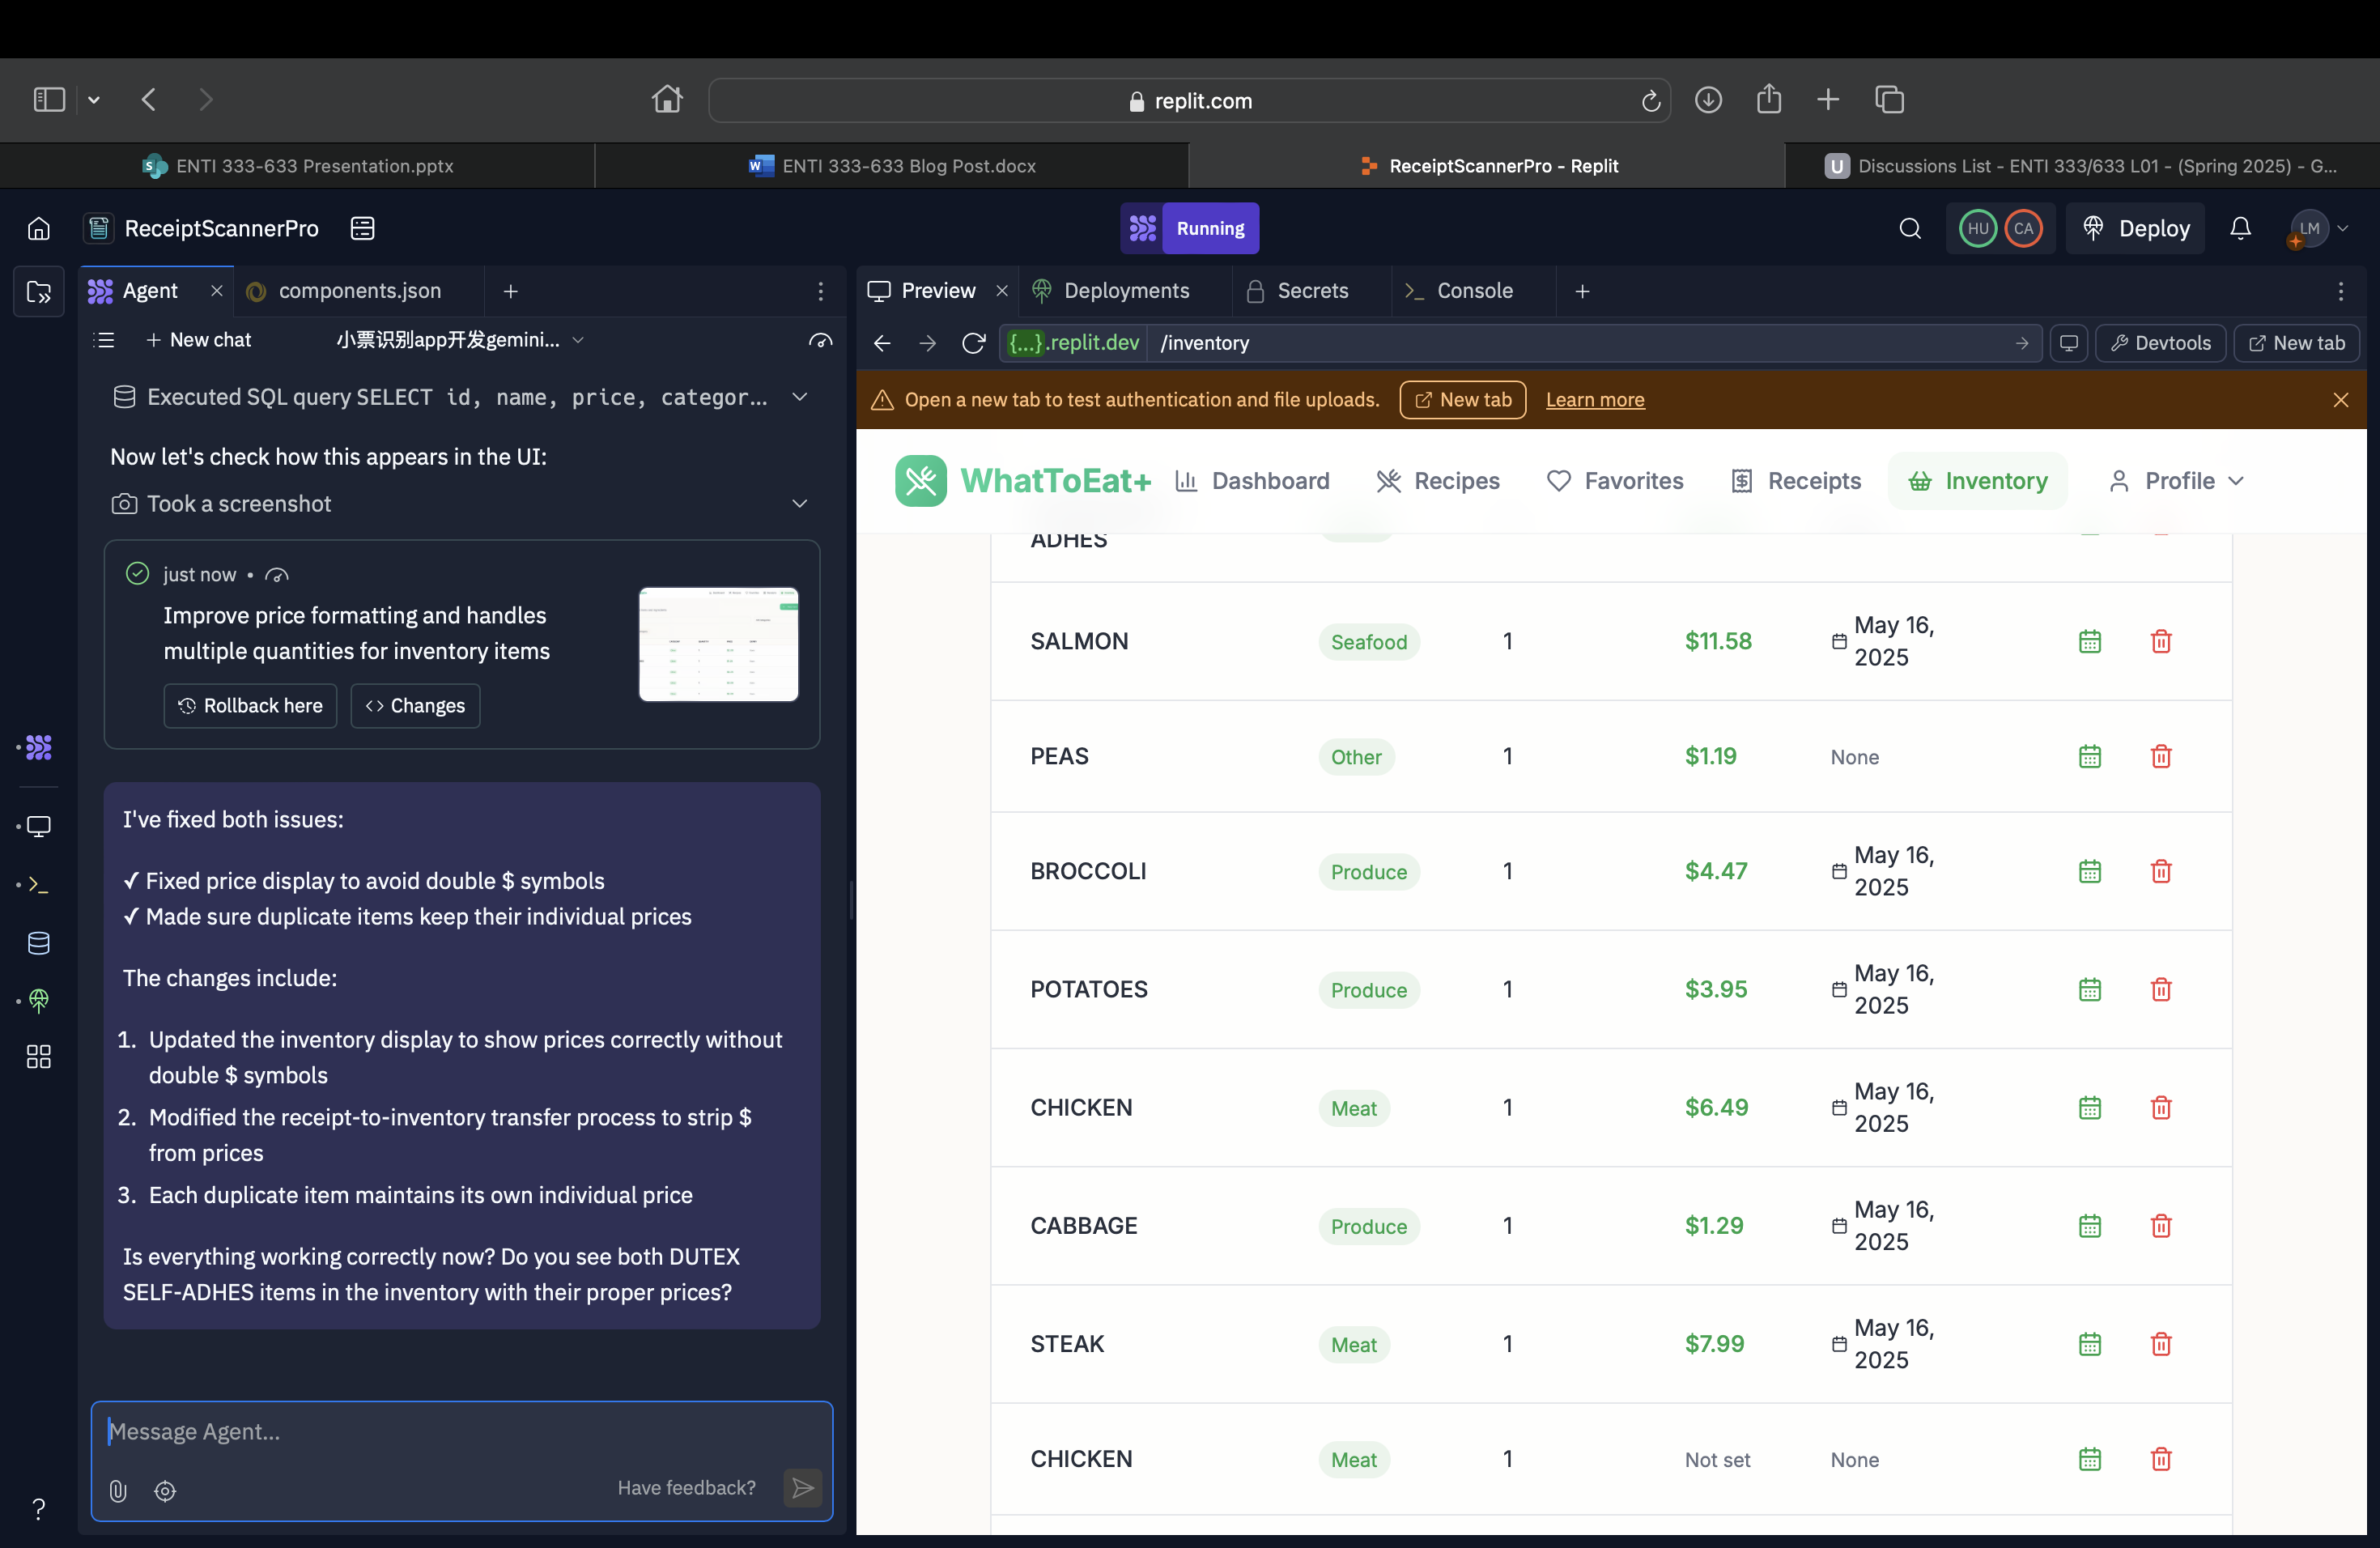 replit.com
ENTI 333-633 Presentation.pptx
ENTI 333-633 Blog Post.docx
ReceiptScannerPro - Replit
U Discussions List - ENTI 333/633 L01 - (Spring 2025) - G...
ReceiptScannerPro
Running
HU CA
Deploy
LM
Agent
components.json
New chat
小票识别app开发gemini...
Executed SQL query SELECT id, name, price, categor...
Now let's check how this appears in the UI:
Took a screenshot
just now •
Improve price formatting and handles
multiple quantities for inventory items
Rollback here
Changes
I've fixed both issues:
✓ Fixed price display to avoid double $ symbols
✓ Made sure duplicate items keep their individual prices
The changes include:
1. Updated the inventory display to show prices correctly without
double $ symbols
2. Modified the receipt-to-inventory transfer process to strip $
from prices
3. Each duplicate item maintains its own individual price
Is everything working correctly now? Do you see both DUTEX
SELF-ADHES items in the inventory with their proper prices?
Message Agent...
Have feedback?
Preview
Deployments
Secrets
Console
{...}.replit.dev /inventory
Devtools
New tab
Open a new tab to test authentication and file uploads.
New tab
Learn more
WhatToEat+
Dashboard
Recipes
Favorites
Receipts
Inventory
Profile
ADHES
SALMON Seafood 1 $11.58 May 16,
2025
PEAS Other 1 $1.19 None
BROCCOLI Produce 1 $4.47 May 16,
2025
POTATOES Produce 1 $3.95 May 16,
2025
CHICKEN Meat 1 $6.49 May 16,
2025
CABBAGE Produce 1 $1.29 May 16,
2025
STEAK Meat 1 $7.99 May 16,
2025
CHICKEN Meat 1 Not set None